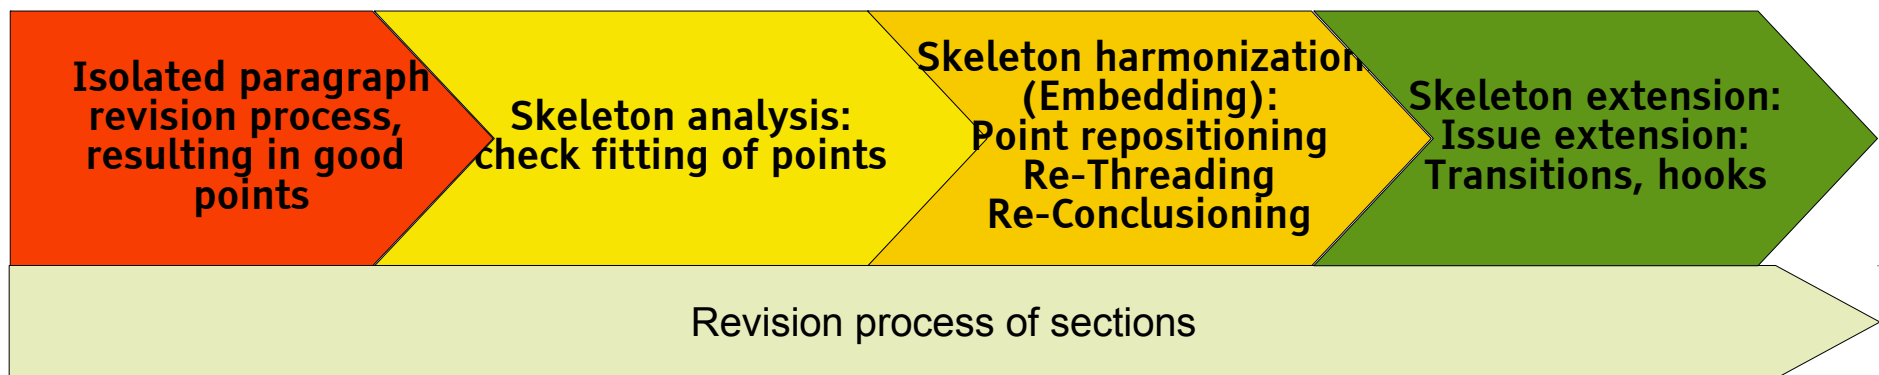 Isolated paragraph
revision process,
resulting in good
points
Skeleton analysis:
check fitting of points
Skeleton harmonization
(Embedding):
Point repositioning
Re-Threading
Re-Conclusioning
Skeleton extension:
Issue extension:
Transitions, hooks
Revision process of sections